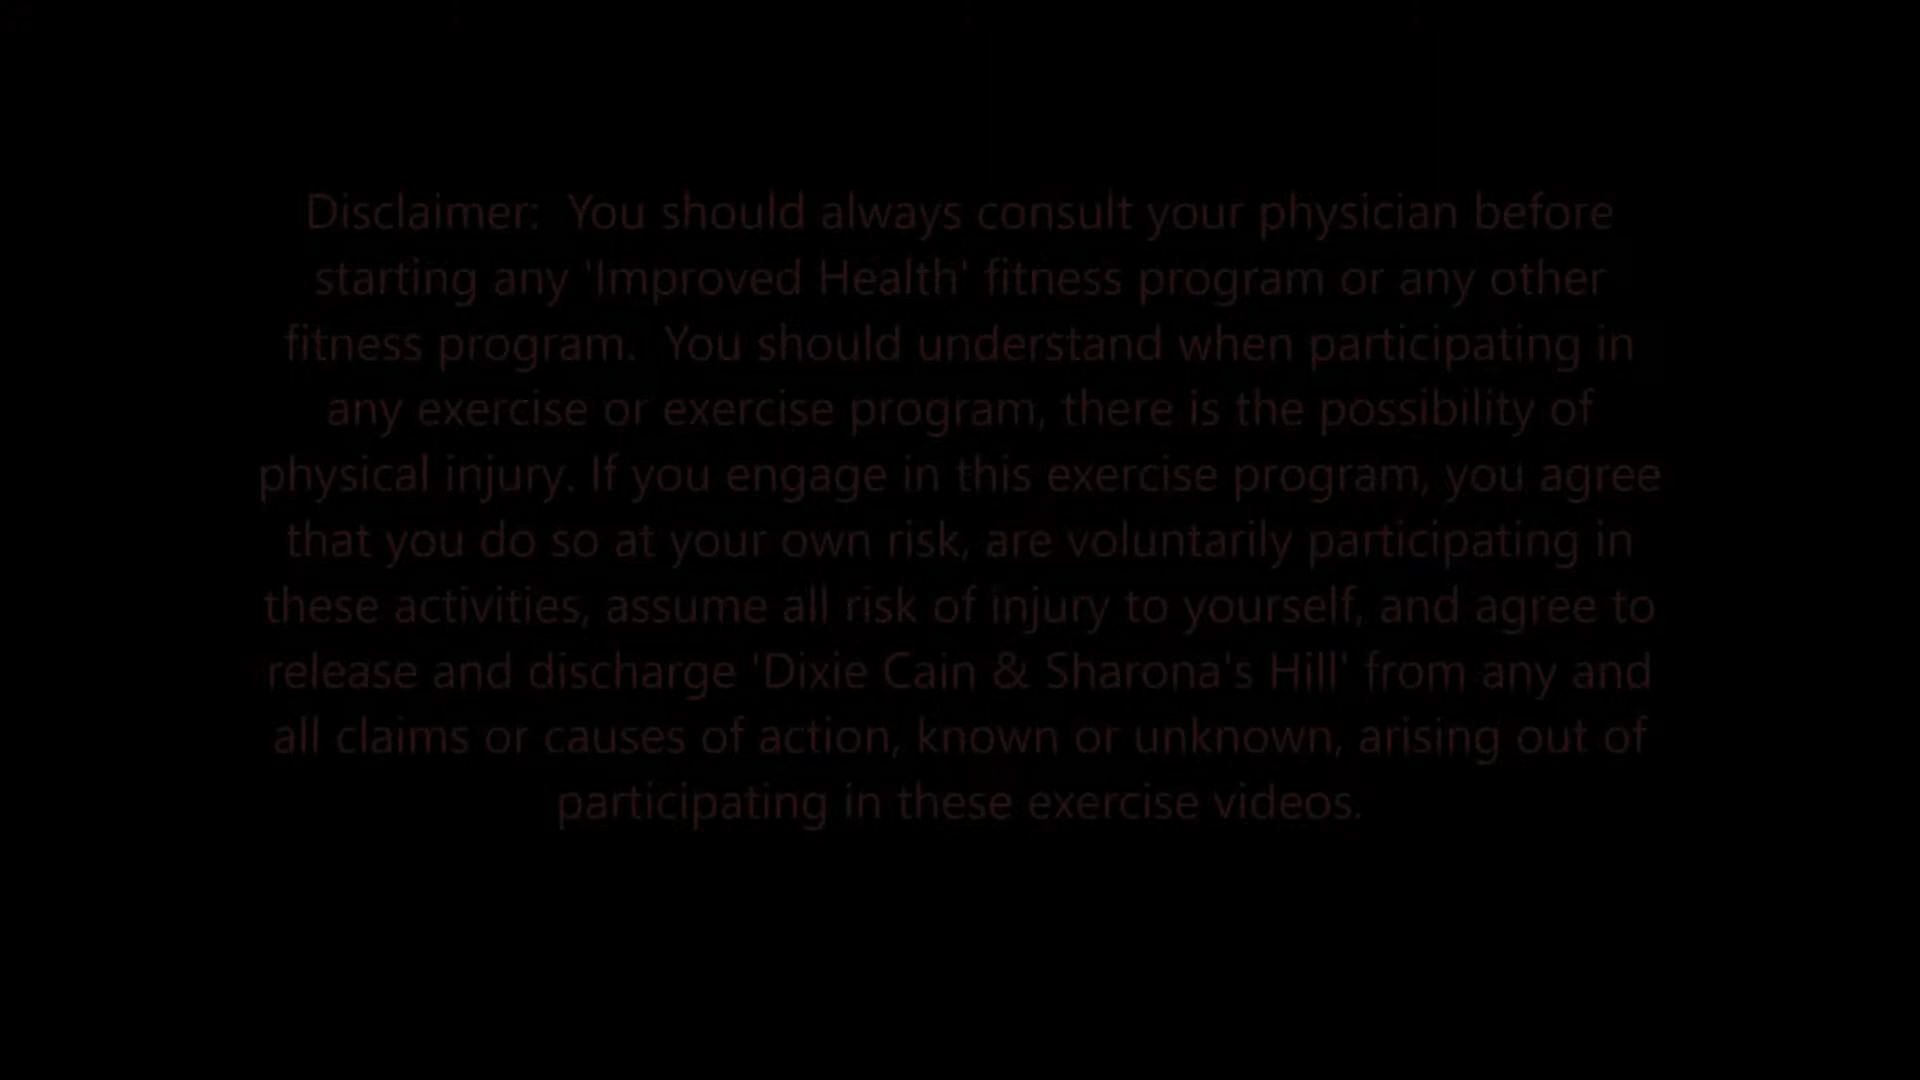 Disclaimer:  You should always consult your physician before
starting any 'Improved Health' fitness program or any other
fitness program.  You should understand when participating in
any exercise or exercise program, there is the possibility of
physical injury. If you engage in this exercise program, you agree
that you do so at your own risk, are voluntarily participating in
these activities, assume all risk of injury to yourself, and agree to
release and discharge 'Dixie Cain & Sharona's Hill' from any and
all claims or causes of action, known or unknown, arising out of
participating in these exercise videos.